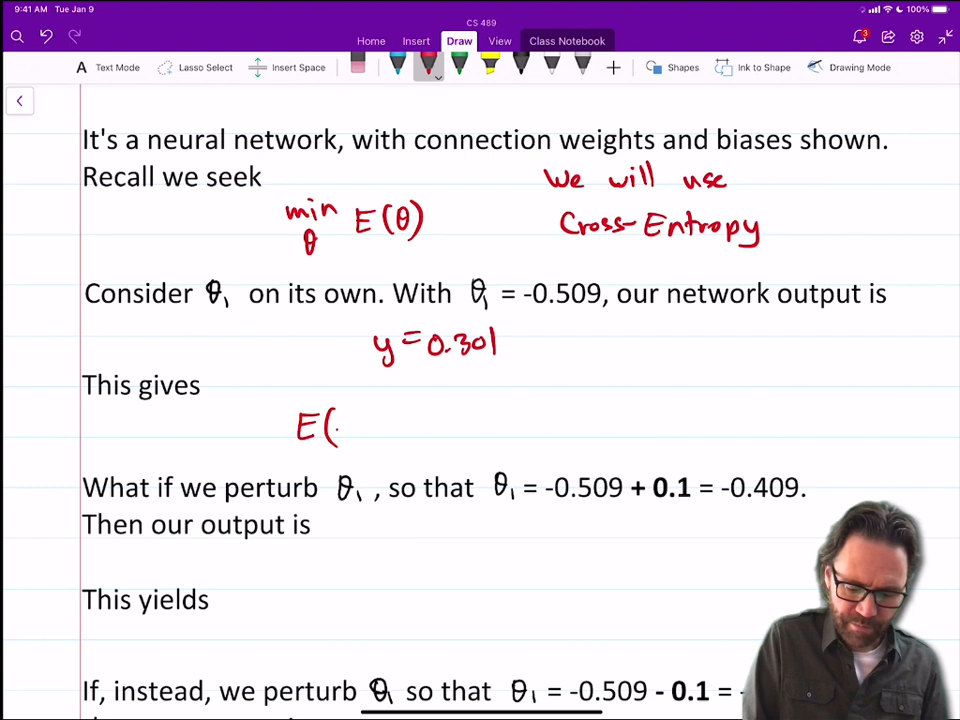 9:41 AM Tue Jan 9
100%
CS 489
Home Insert Draw View Class Notebook
3
A Text Mode Lasso Select Insert Space Shapes Ink to Shape Drawing Mode
It's a neural network, with connection weights and biases shown.
Recall we seek
We will use
min E(θ)
θ
Cross-Entropy
Consider θ₁ on its own. With θ₁ = -0.509, our network output is
y = 0.301
This gives
E(
What if we perturb θ₁, so that θ₁ = -0.509 + 0.1 = -0.409.
Then our output is
This yields
If, instead, we perturb θ₁ so that θ₁ = -0.509 - 0.1 =